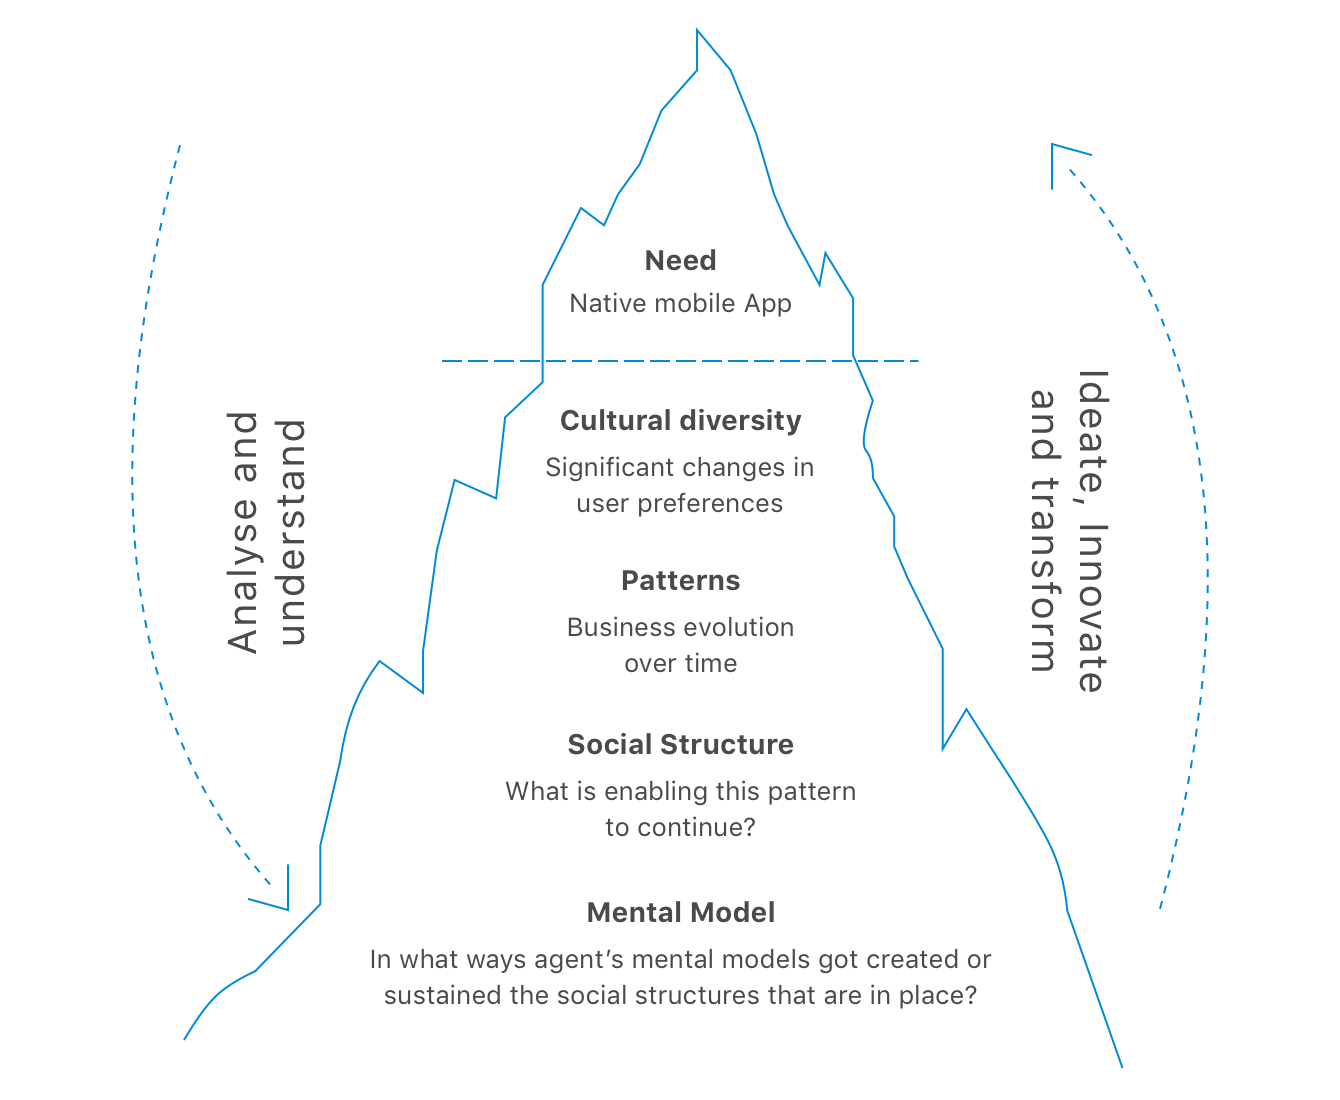 Need
Native mobile App
Cultural diversity
Significant changes in
user preferences
Patterns
Business evolution
over time
Social Structure
What is enabling this pattern
to continue?
Mental Model
In what ways agent’s mental models got created or
sustained the social structures that are in place?
Analyse and
understand
Ideate, Innovate
and transform